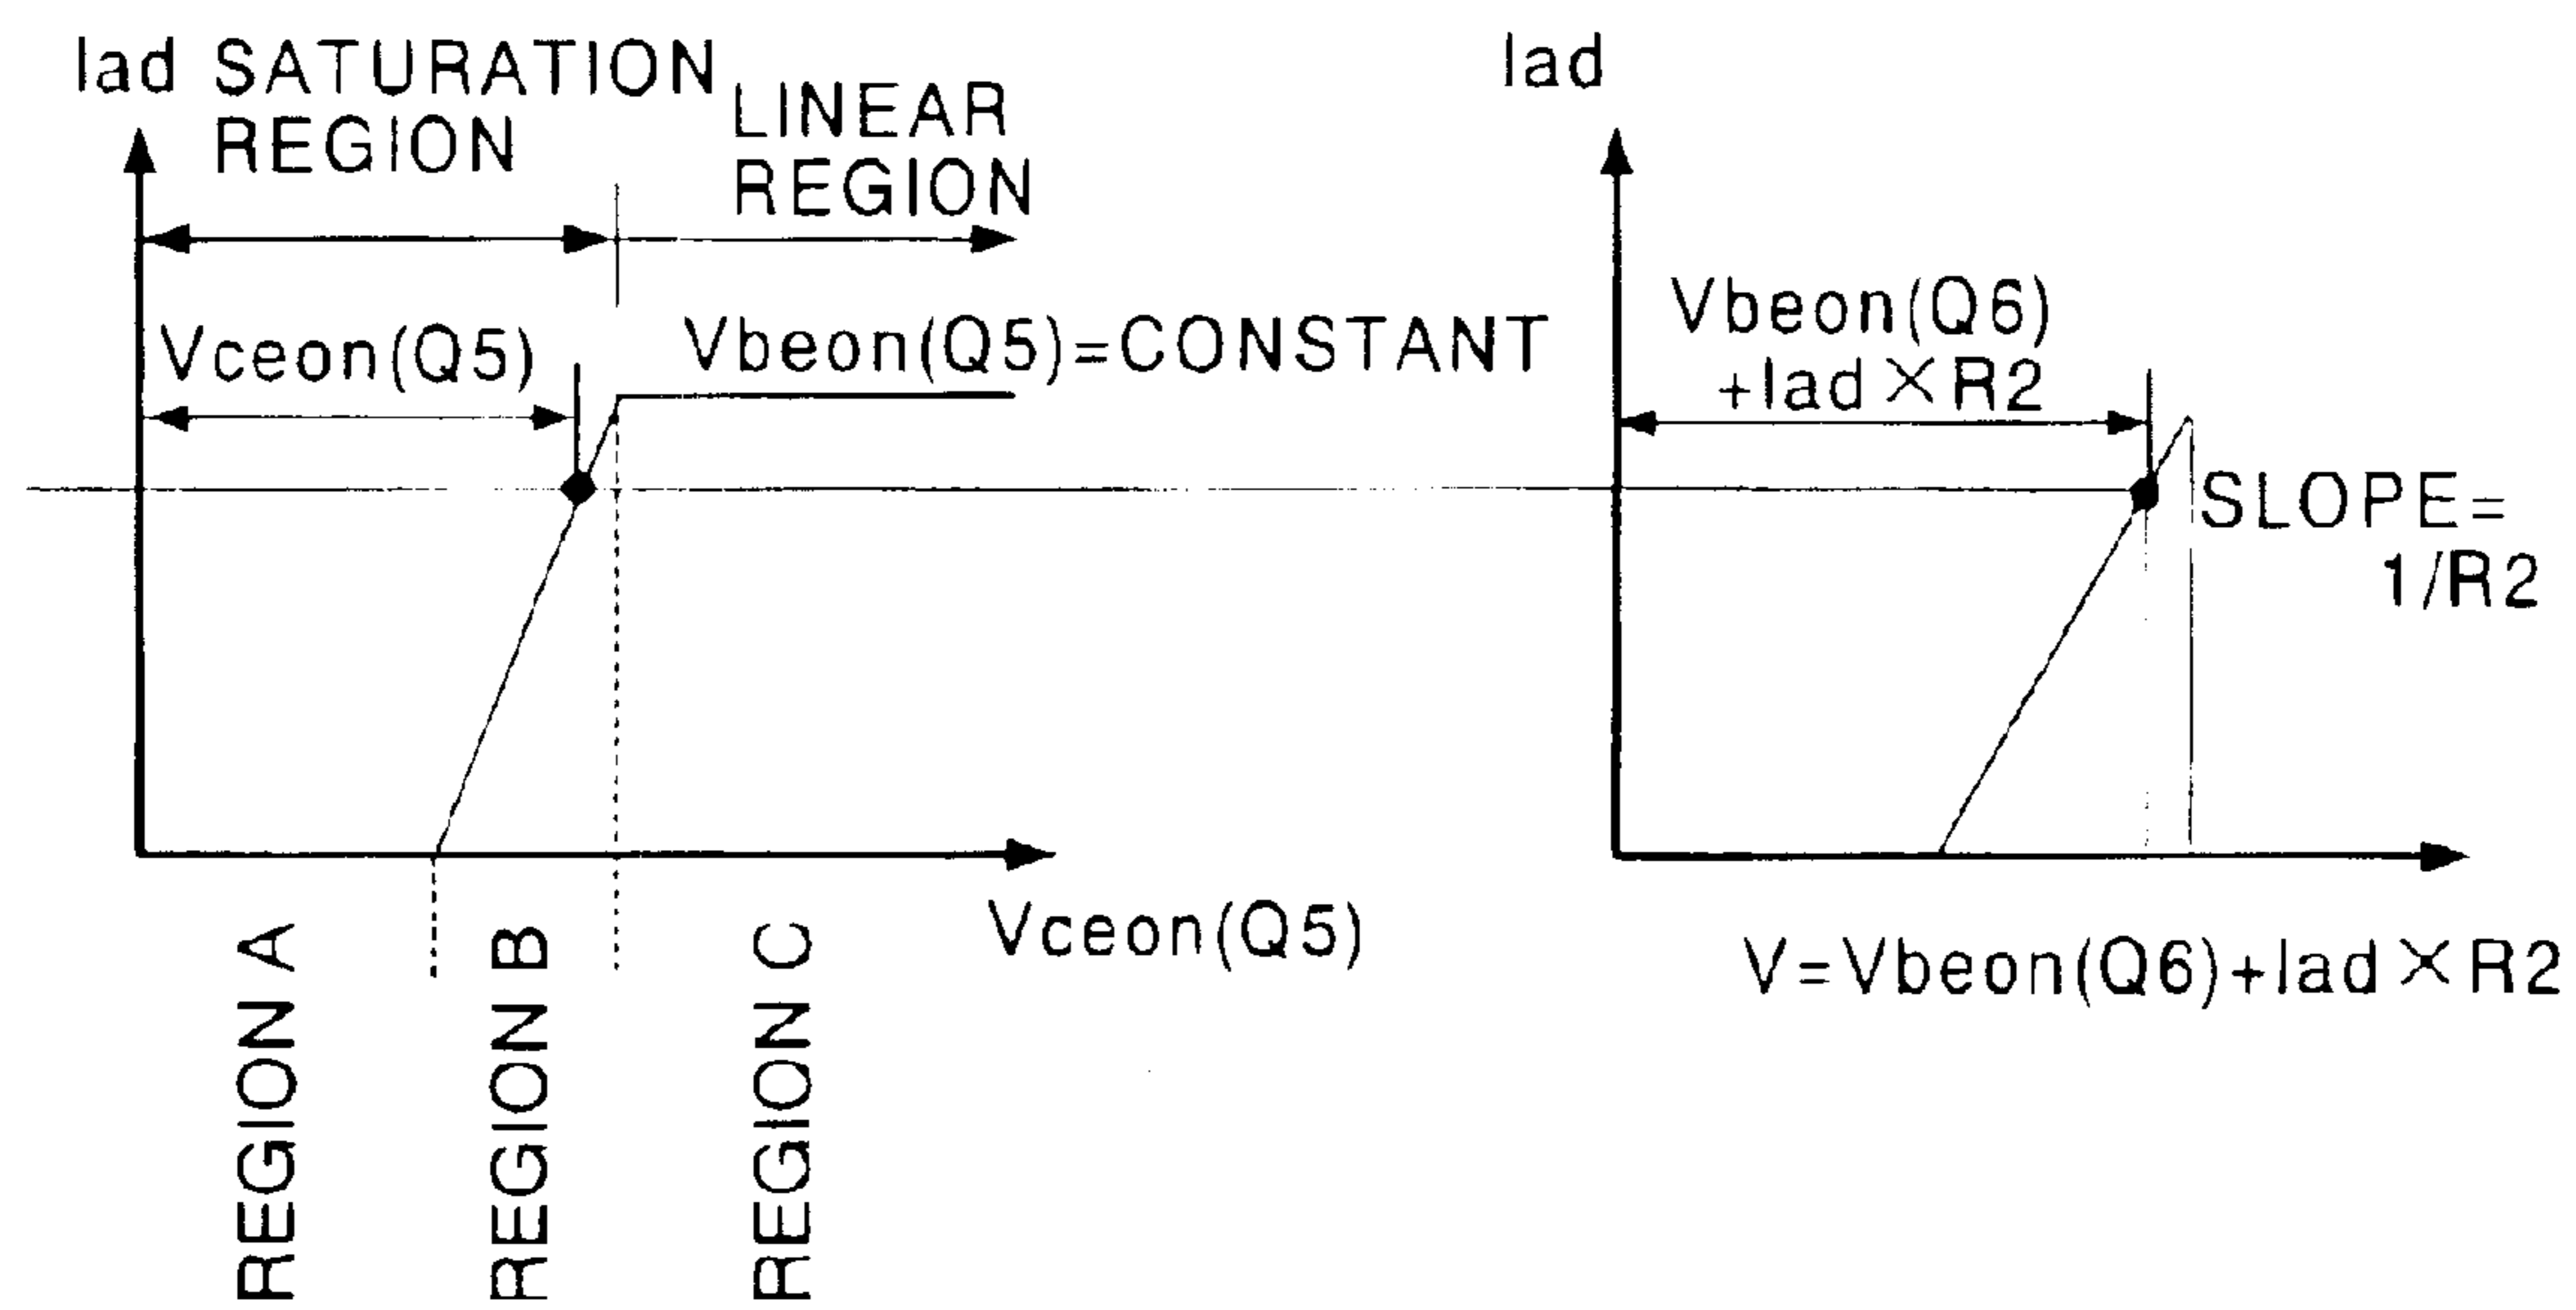 Iad SATURATION
REGION
LINEAR
REGION
Vceon(Q5)
Vbeon(Q5)=CONSTANT
Vceon(Q5)
REGION A
REGION B
REGION C
Iad
Vbeon(Q6)
+Iad×R2
SLOPE=
1/R2
V=Vbeon(Q6)+Iad×R2